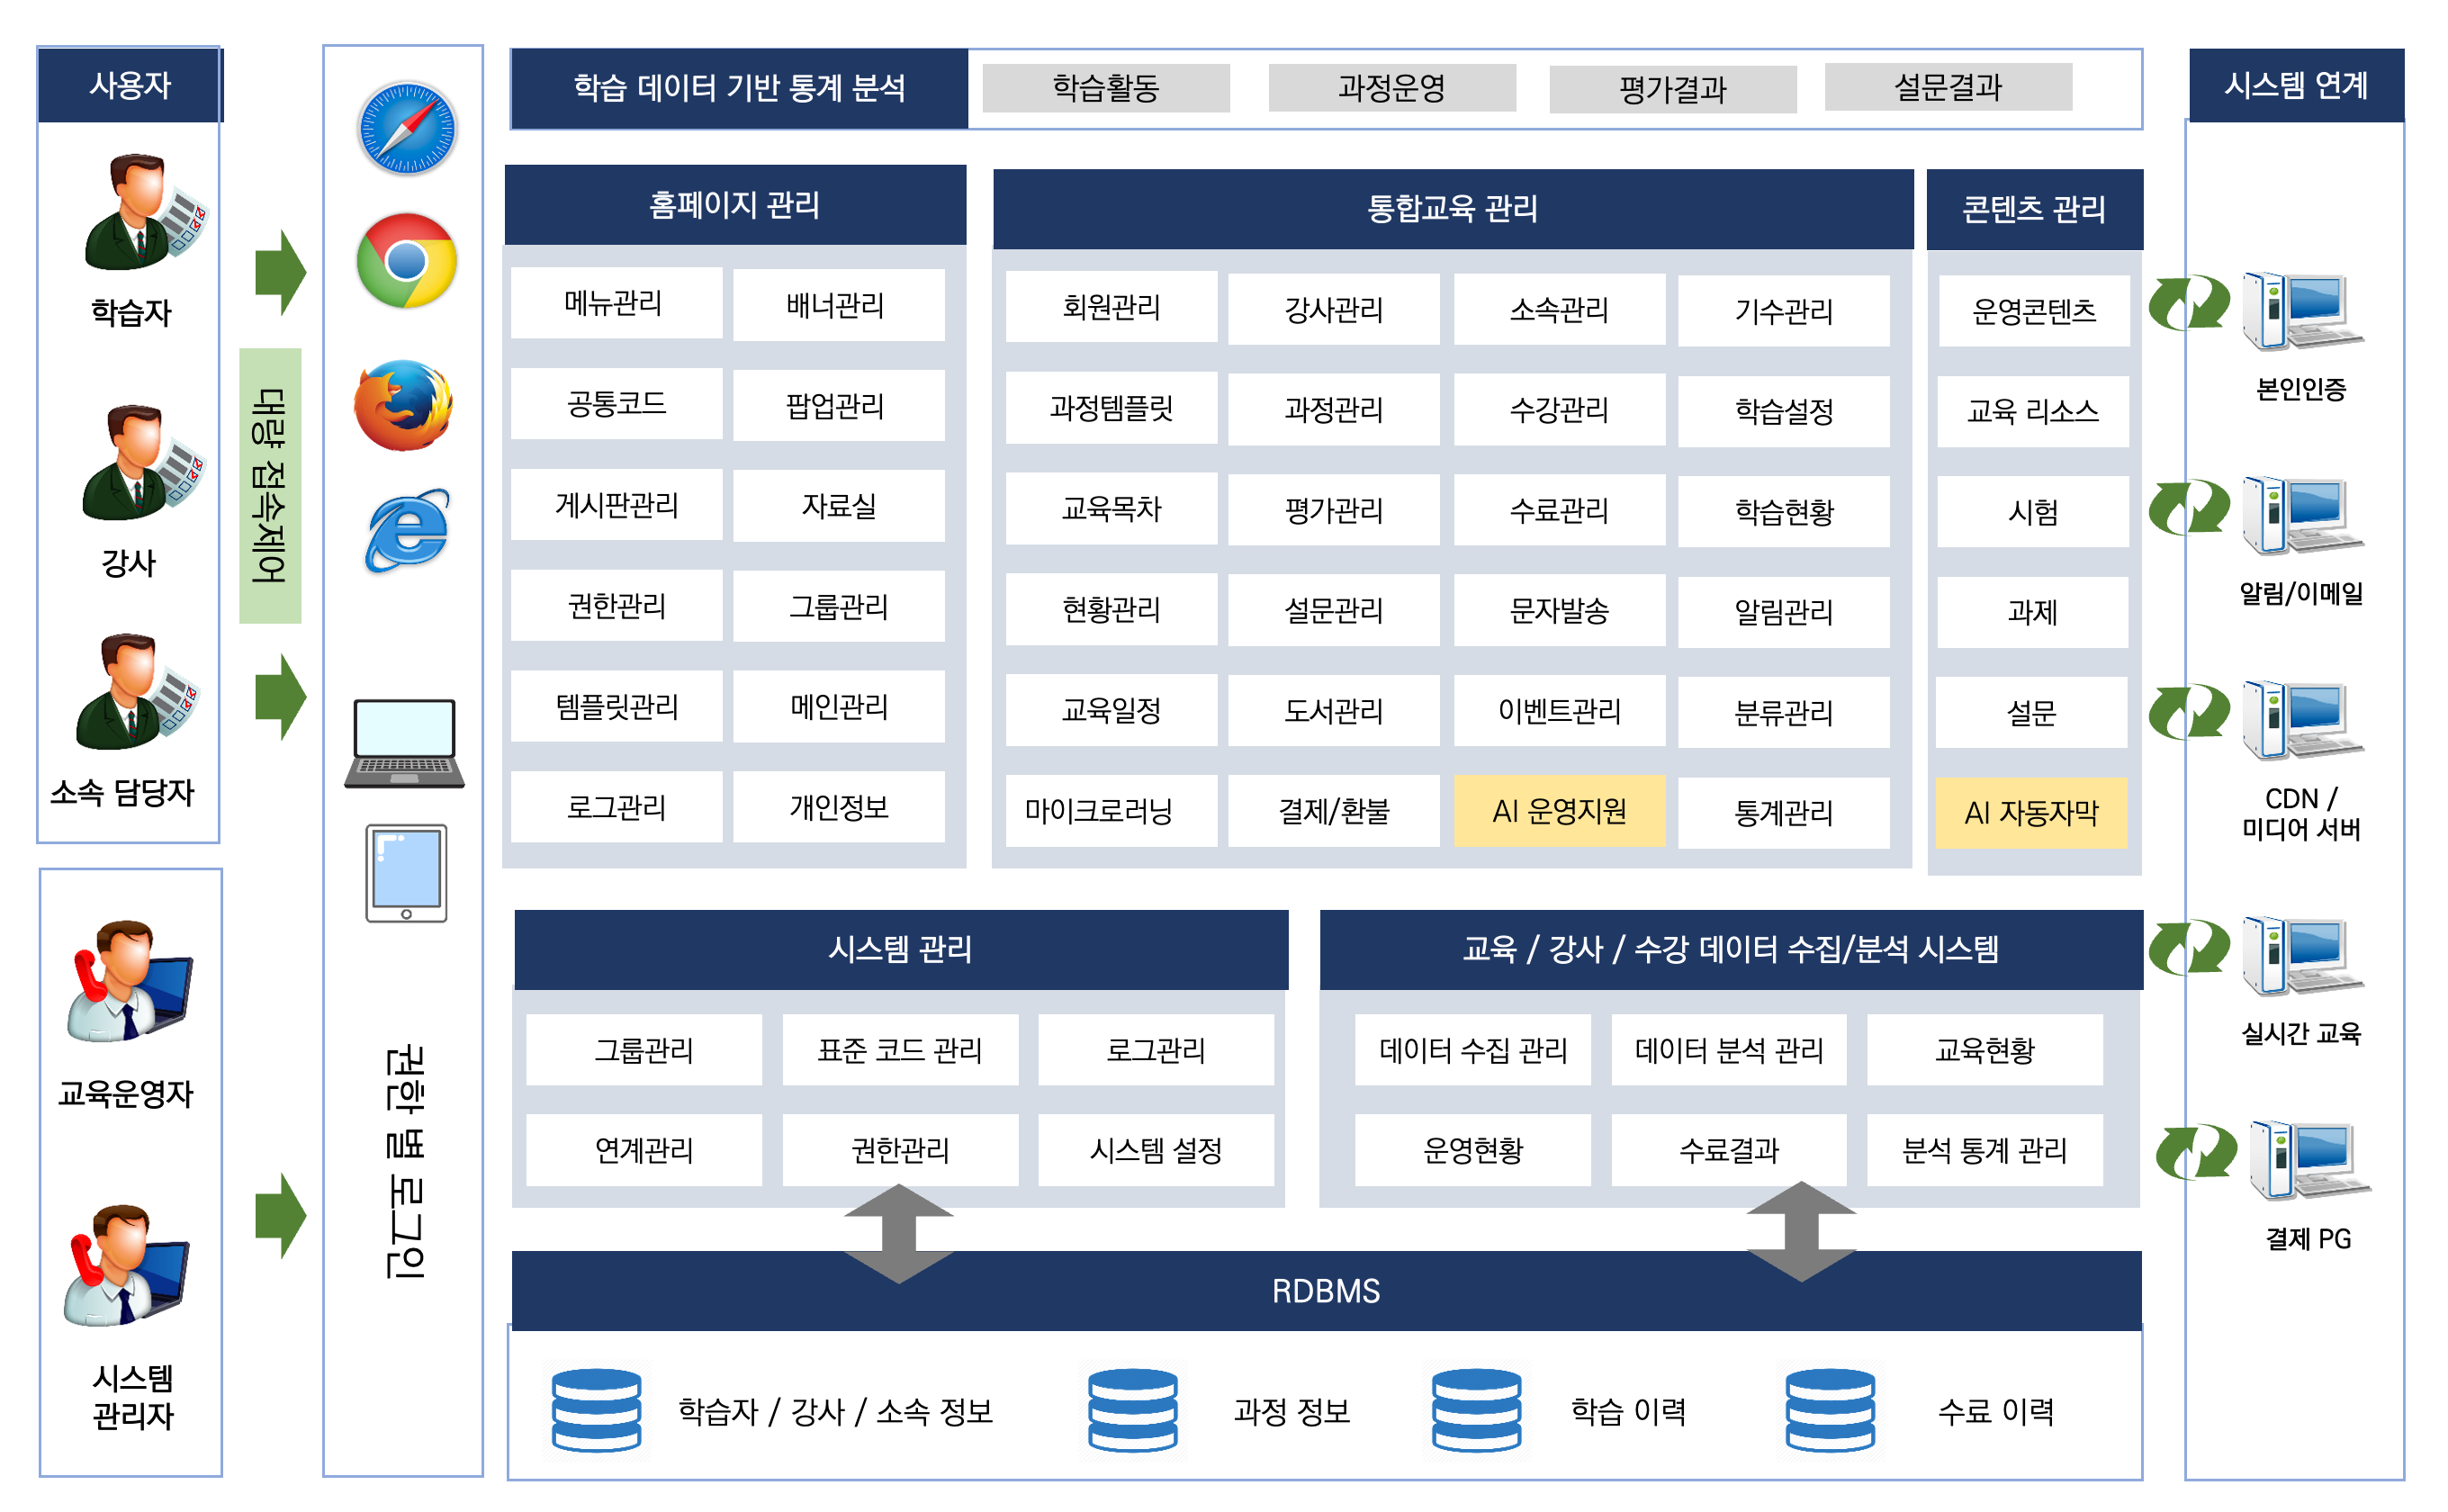 사용자
학습자
강사
소속 담당자
교육운영자
시스템
관리자
대량 접속제어
권한 별 로그인
학습 데이터 기반 통계 분석
학습활동
과정운영
평가결과
설문결과
홈페이지 관리
메뉴관리
배너관리
공통코드
팝업관리
게시판관리
자료실
권한관리
그룹관리
템플릿관리
메인관리
로그관리
개인정보
통합교육 관리
회원관리
강사관리
소속관리
기수관리
과정템플릿
과정관리
수강관리
학습설정
교육목차
평가관리
수료관리
학습현황
현황관리
설문관리
문자발송
알림관리
교육일정
도서관리
이벤트관리
분류관리
마이크로러닝
결제/환불
AI 운영지원
통계관리
콘텐츠 관리
운영콘텐츠
교육 리소스
시험
과제
설문
AI 자동자막
시스템 관리
그룹관리
표준 코드 관리
로그관리
연계관리
권한관리
시스템 설정
교육 / 강사 / 수강 데이터 수집/분석 시스템
데이터 수집 관리
데이터 분석 관리
교육현황
운영현황
수료결과
분석 통계 관리
RDBMS
학습자 / 강사 / 소속 정보
과정 정보
학습 이력
수료 이력
시스템 연계
본인인증
알림/이메일
CDN /
미디어 서버
실시간 교육
결제 PG